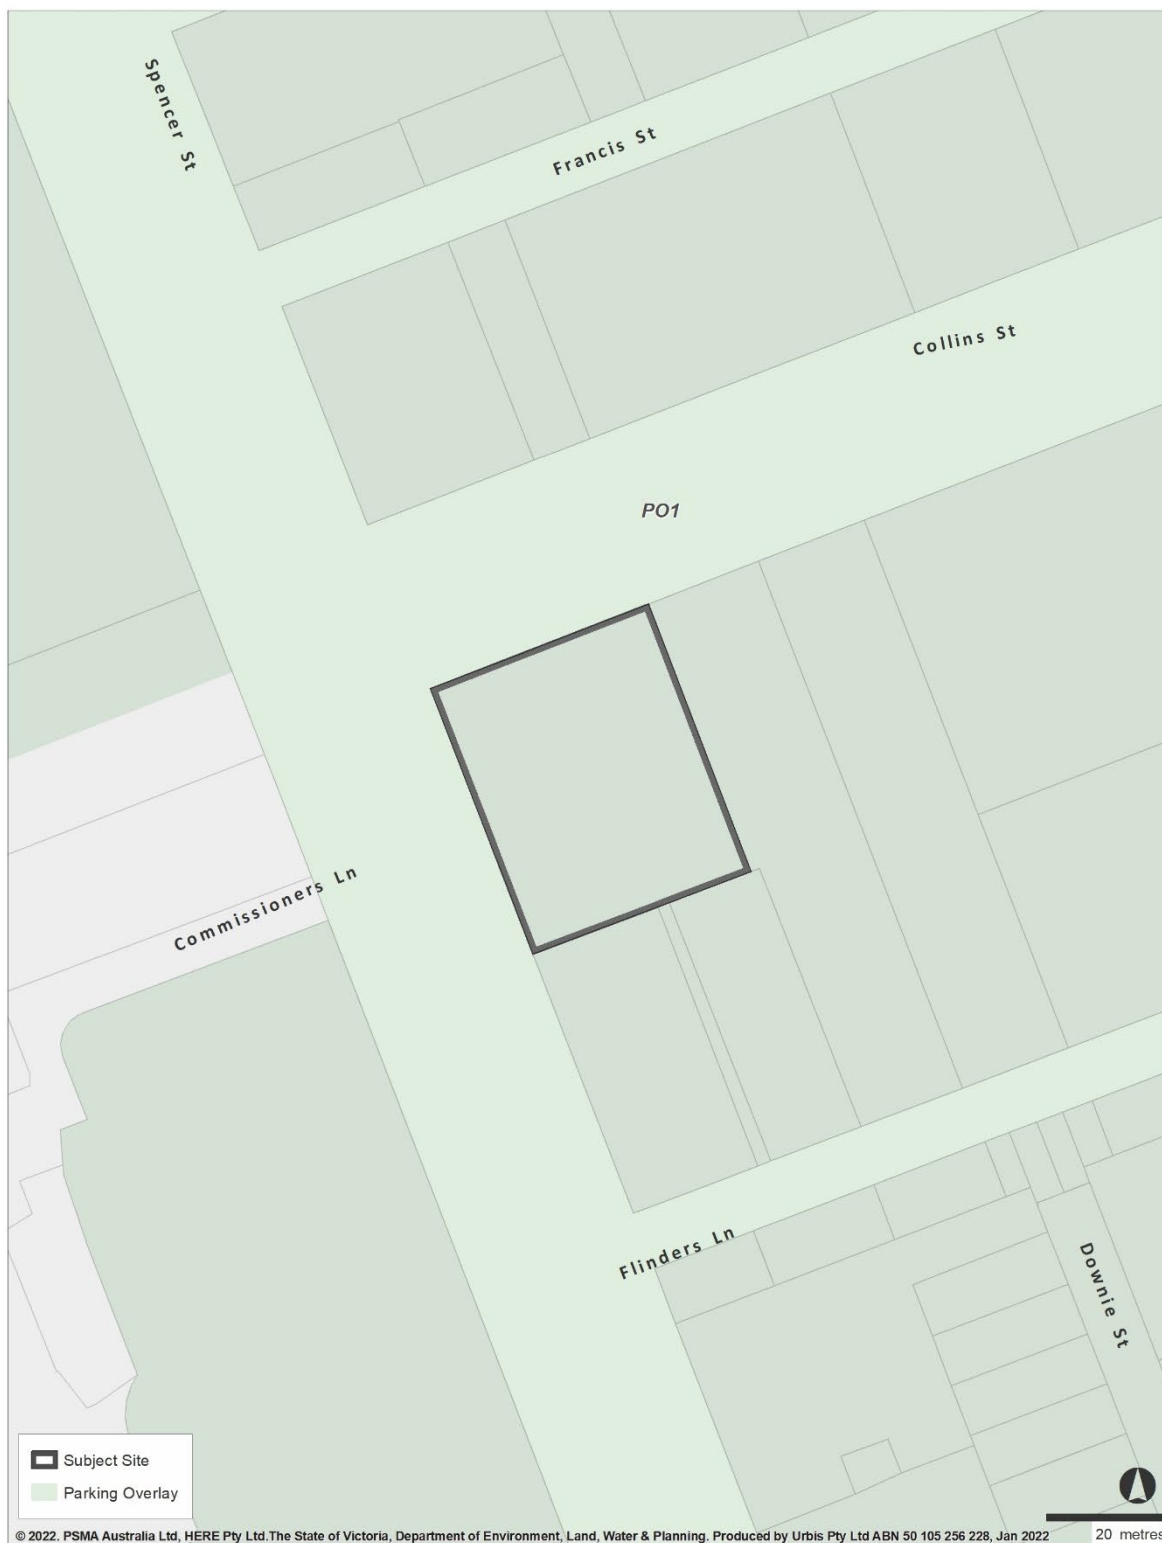 Spencer St
Francis St
Collins St
PO1
Commissioners Ln
Flinders Ln
Downie St
Subject Site
Parking Overlay
20 metres
© 2022. PSMA Australia Ltd, HERE Pty Ltd.The State of Victoria, Department of Environment, Land, Water & Planning. Produced by Urbis Pty Ltd ABN 50 105 256 228, Jan 2022